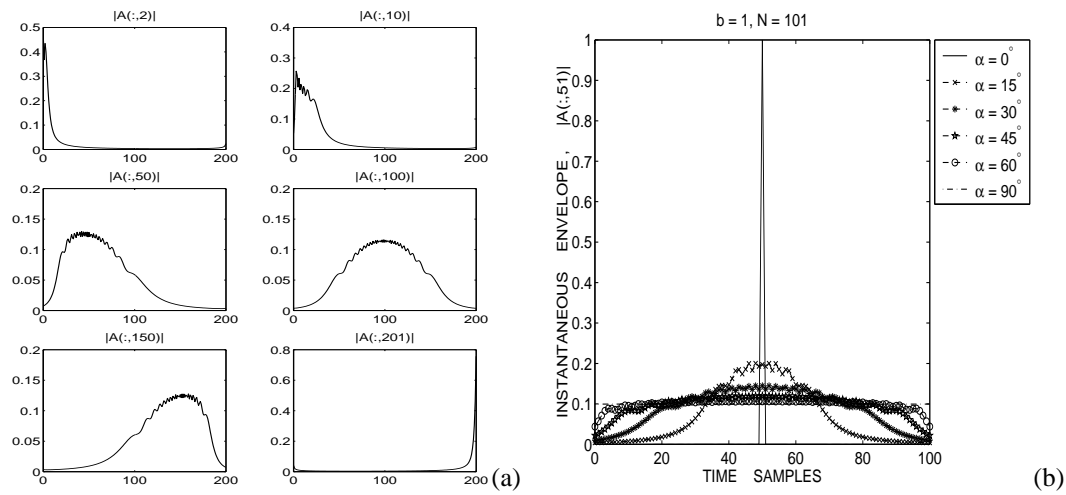 |A(:,2)|
0.5
0.4
0.3
0.2
0.1
0
0 100 200
|A(:,10)|
0.4
0.3
0.2
0.1
0
0 100 200
|A(:,50)|
0.2
0.15
0.1
0.05
0
0 100 200
|A(:,100)|
0.2
0.15
0.1
0.05
0
0 100 200
|A(:,150)|
0.2
0.15
0.1
0.05
0
0 100 200
|A(:,201)|
0.8
0.6
0.4
0.2
0
0 100 200
(a)
b = 1, N = 101
INSTANTANEOUS ENVELOPE, |A(:,51)|
1
0.9
0.8
0.7
0.6
0.5
0.4
0.3
0.2
0.1
0
0 20 40 60 80 100
TIME SAMPLES
α = 0°
α = 15°
α = 30°
α = 45°
α = 60°
α = 90°
(b)